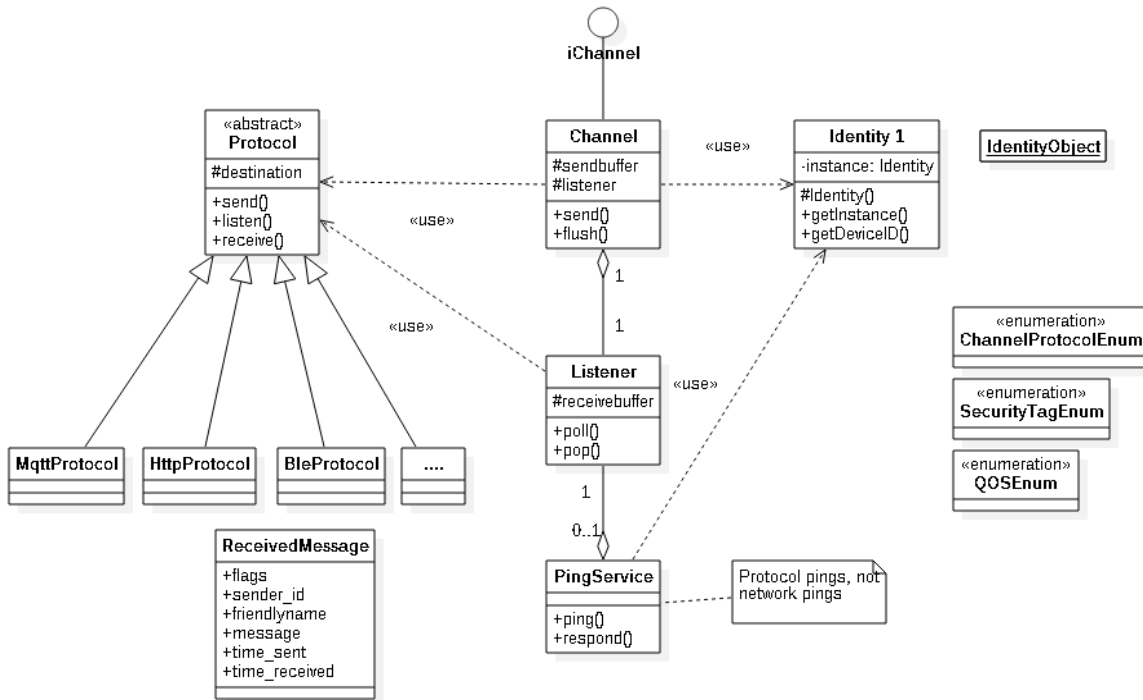 iChannel
«abstract»
Protocol
#destination
+send()
+listen()
+receive()
«use»
Channel
#sendbuffer
#listener
+send()
+flush()
«use»
Identity 1
-instance: Identity
#Identity()
+getInstance()
+getDeviceID()
IdentityObject
1
1
«use»
Listener
#receivebuffer
+poll()
+pop()
«use»
«enumeration»
ChannelProtocolEnum
«enumeration»
SecurityTagEnum
«enumeration»
QOSEnum
MqttProtocol
HttpProtocol
BleProtocol
....
1
0..1
ReceivedMessage
+flags
+sender_id
+friendlyname
+message
+time_sent
+time_received
PingService
+ping()
+respond()
Protocol pings, not
network pings